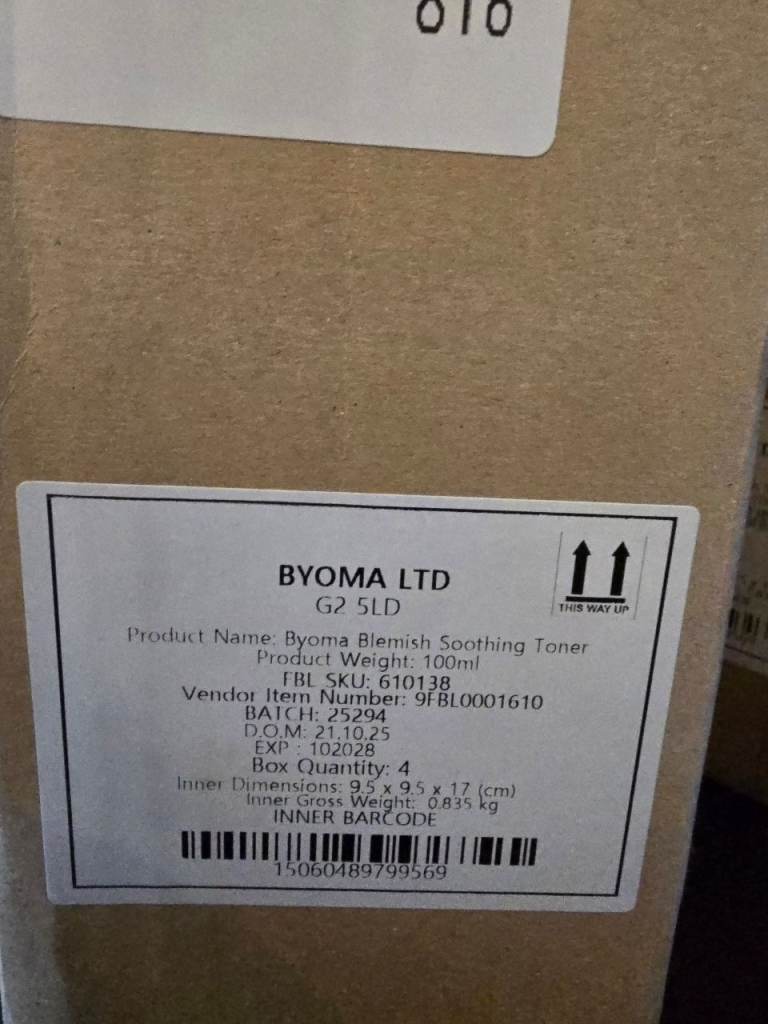 010
BYOMA LTD
G2 5LD
THIS WAY UP
Product Name: Byoma Blemish Soothing Toner
Product Weight: 100ml
FBL SKU: 610138
Vendor Item Number: 9FBL0001610
BATCH: 25294
D.O.M: 21.10.25
EXP : 102028
Box Quantity: 4
Inner Dimensions: 9.5 x 9.5 x 17 (cm)
Inner Gross Weight: 0.835 kg
INNER BARCODE
15060489799569